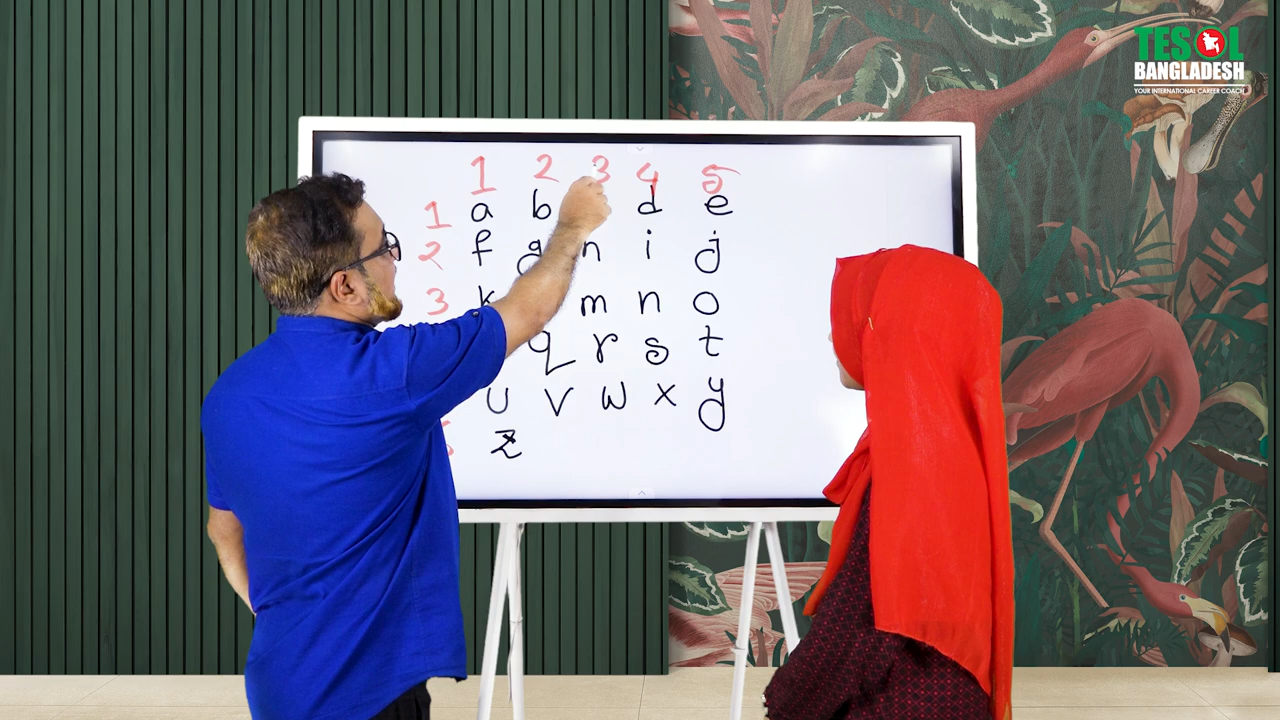 TESOL
BANGLADESH
YOUR INTERNATIONAL CAREER COACH
1 2 3 4 5
1 a b d e
2 f g h i j
3 k m n o
q r s t
u v w x y
z